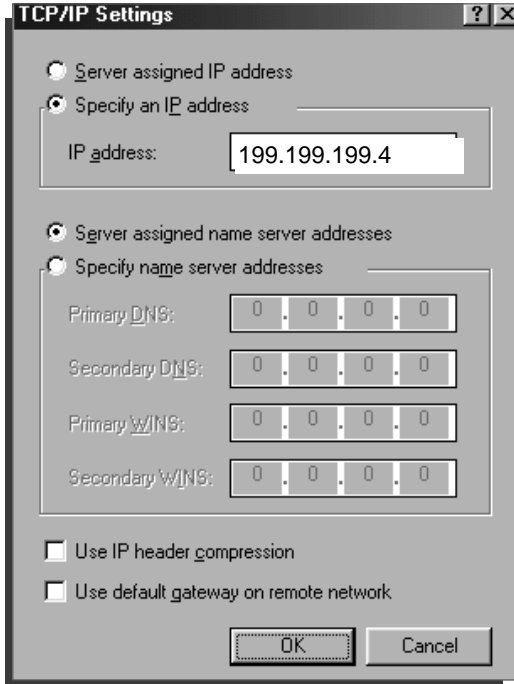 TCP/IP Settings
Server assigned IP address
Specify an IP address
IP address: 199.199.199.4
Server assigned name server addresses
Specify name server addresses
Primary DNS: 0 . 0 . 0 . 0
Secondary DNS: 0 . 0 . 0 . 0
Primary WINS: 0 . 0 . 0 . 0
Secondary WINS: 0 . 0 . 0 . 0
Use IP header compression
Use default gateway on remote network
OK Cancel